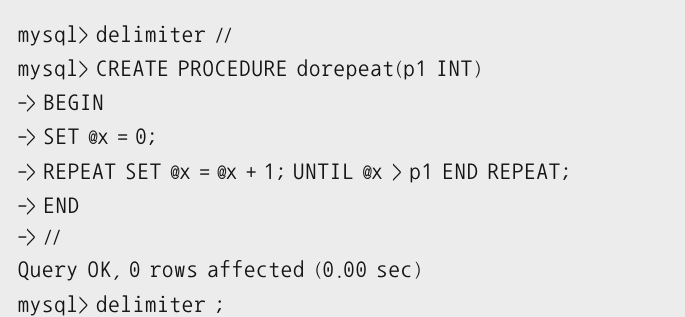 mysql> delimiter //
mysql> CREATE PROCEDURE dorepeat(p1 INT)
-> BEGIN
-> SET @x = 0;
-> REPEAT SET @x = @x + 1; UNTIL @x > p1 END REPEAT;
-> END
-> //
Query OK, 0 rows affected (0.00 sec)
mysql> delimiter ;